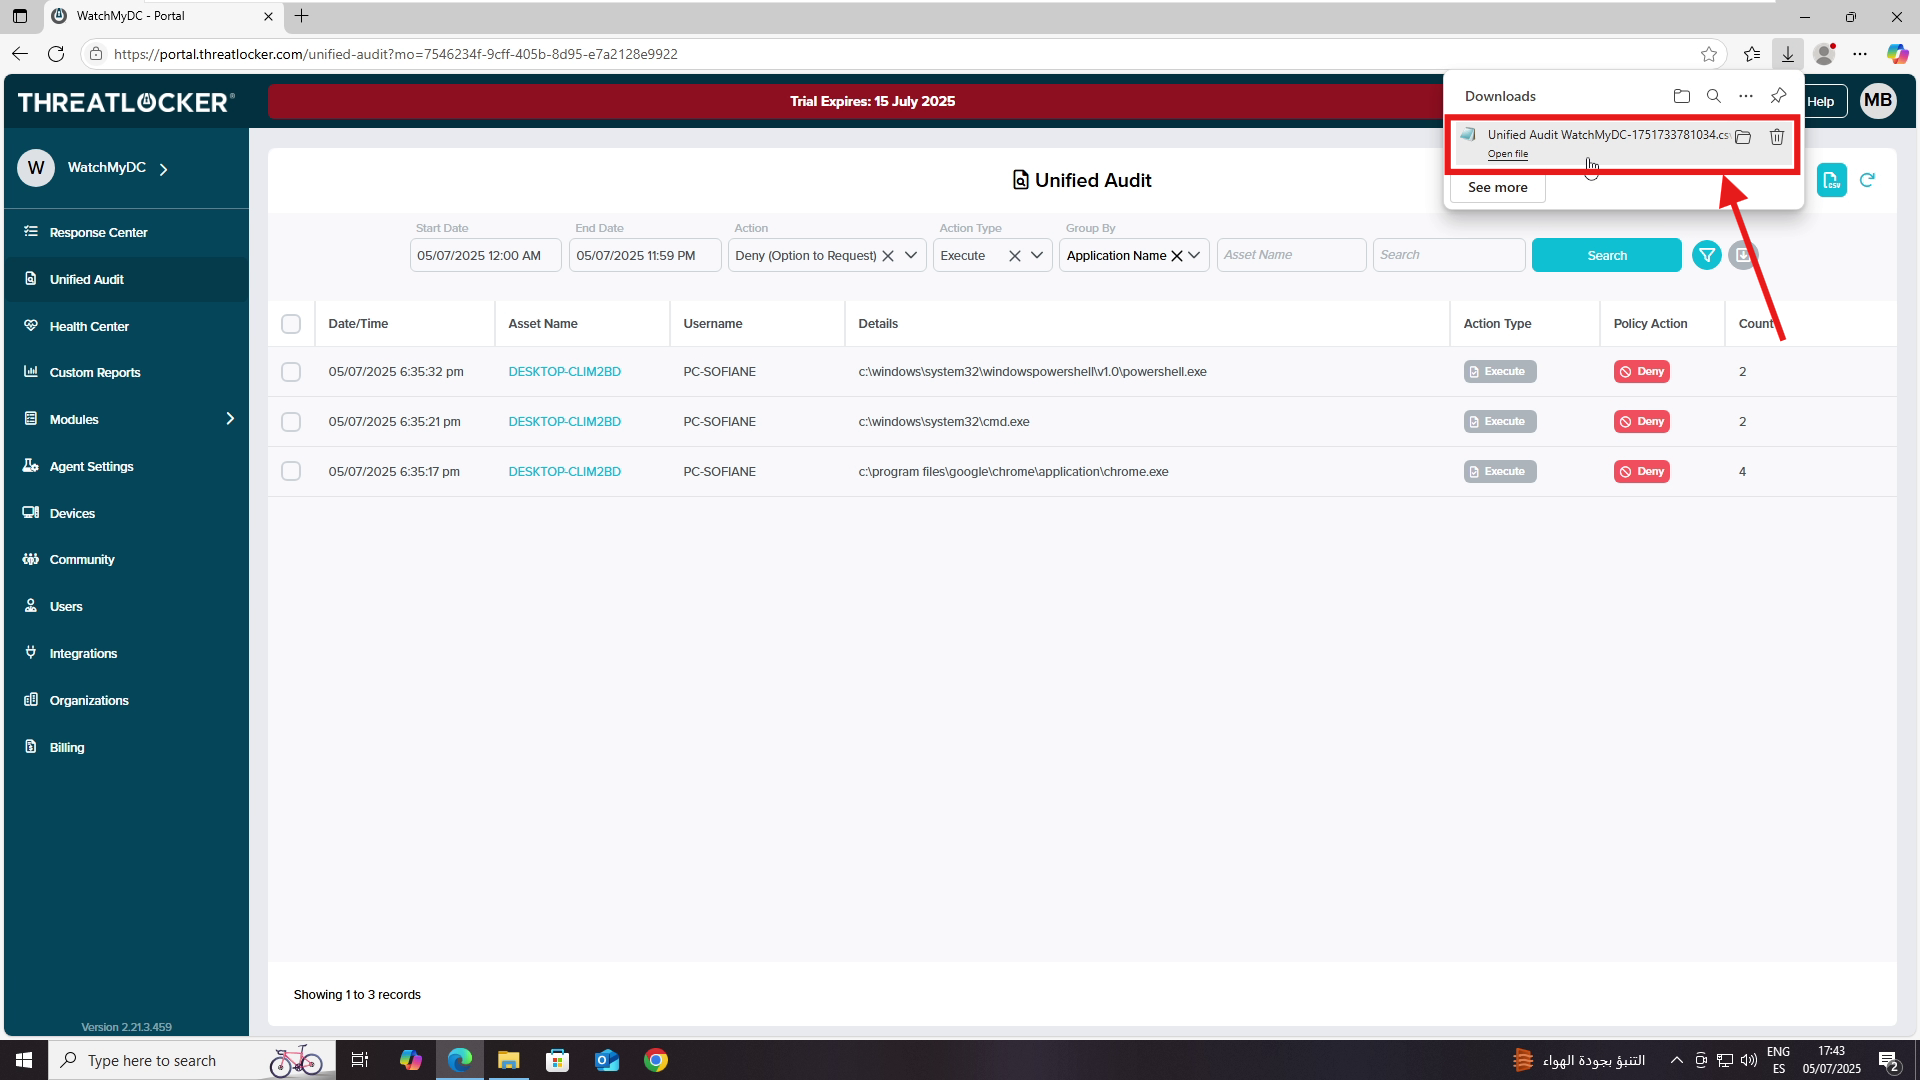 WatchMyDC - Portal
https://portal.threatlocker.com/unified-audit?mo=7546234f-9cff-405b-8d95-e7a2128e9922
THREATLOCKER®
Trial Expires: 15 July 2025
Downloads
Unified Audit WatchMyDC-1751733781034.cs
Open file
See more
Help
MB
W
WatchMyDC
Response Center
Unified Audit
Health Center
Custom Reports
Modules
Agent Settings
Devices
Community
Users
Integrations
Organizations
Billing
Version 2.21.3.459
Unified Audit
CSV
Start Date
End Date
Action
Action Type
Group By
05/07/2025 12:00 AM
05/07/2025 11:59 PM
Deny (Option to Request)
Execute
Application Name
Asset Name
Search
Search
Date/Time
Asset Name
Username
Details
Action Type
Policy Action
Count
05/07/2025 6:35:32 pm
DESKTOP-CLIM2BD
PC-SOFIANE
c:\windows\system32\windowspowershell\v1.0\powershell.exe
Execute
Deny
2
05/07/2025 6:35:21 pm
DESKTOP-CLIM2BD
PC-SOFIANE
c:\windows\system32\cmd.exe
Execute
Deny
2
05/07/2025 6:35:17 pm
DESKTOP-CLIM2BD
PC-SOFIANE
c:\program files\google\chrome\application\chrome.exe
Execute
Deny
4
Showing 1 to 3 records
Type here to search
التنبؤ بجودة الهواء
ENG
ES
17:43
05/07/2025
2